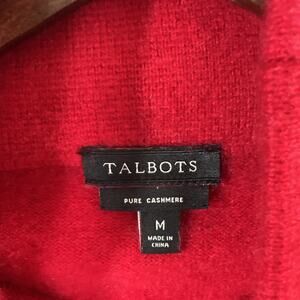 TALBOTS
PURE CASHMERE
M
MADE IN
CHINA